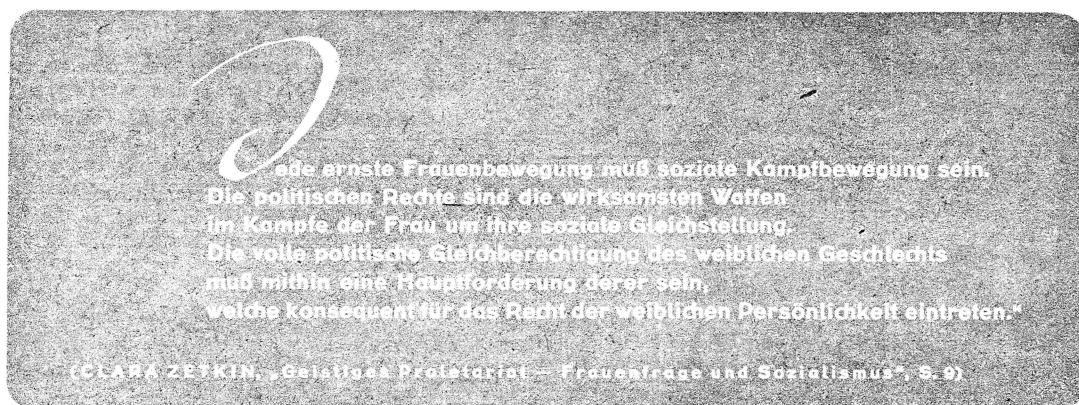 Jede ernste Frauenbewegung muß soziale Kampfbewegung sein.
Die politischen Rechte sind die wirksamsten Waffen
im Kampfe der Frau um ihre soziale Gleichstellung.
Die volle politische Gleichberechtigung des weiblichen Geschlechts
muß mithin eine Hauptforderung derer sein,
welche konsequent für das Recht der weiblichen Persönlichkeit eintreten.“
(CLARA ZETKIN, „Geistiges Proletariat — Frauenfrage und Sozialismus“, S. 9)